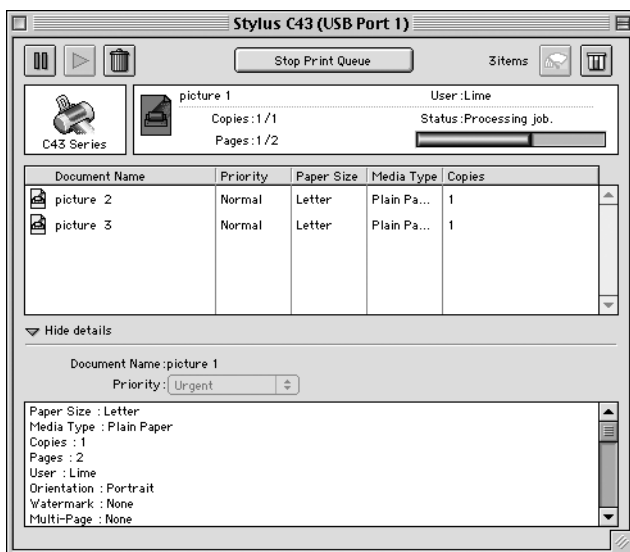 Stylus C43 (USB Port 1)
Stop Print Queue
3items
C43 Series
picture 1
User :Lime
Copies :1/1
Status :Processing job.
Pages :1/2
Document Name Priority Paper Size Media Type Copies
picture 2 Normal Letter Plain Pa... 1
picture 3 Normal Letter Plain Pa... 1
Hide details
Document Name :picture 1
Priority : Urgent
Paper Size : Letter
Media Type : Plain Paper
Copies : 1
Pages : 2
User : Lime
Orientation : Portrait
Watermark : None
Multi-Page : None